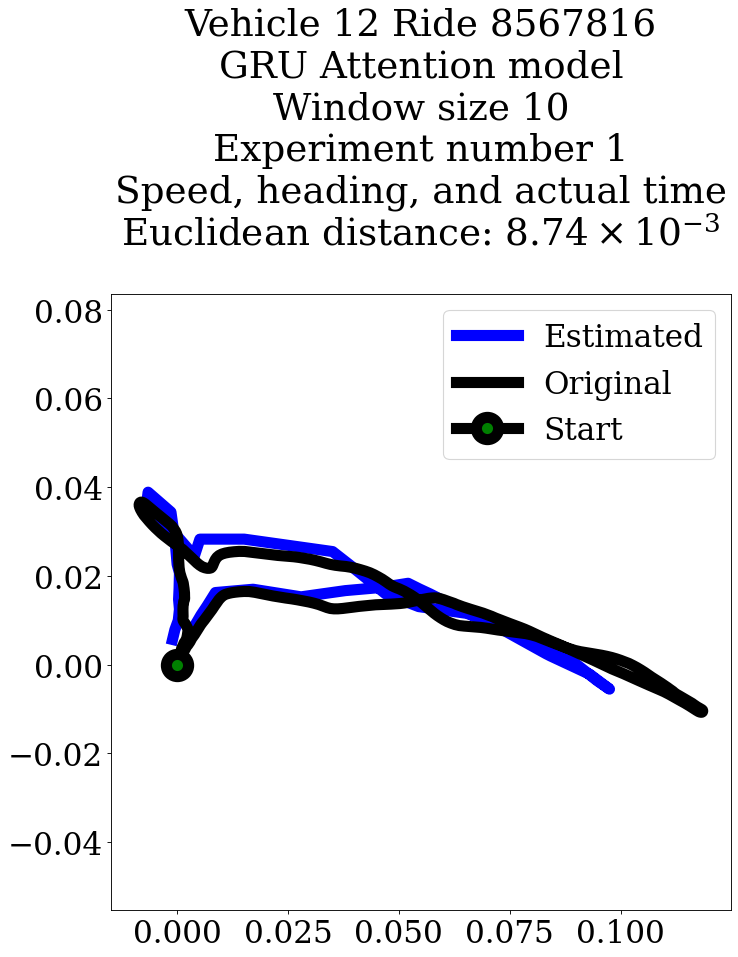 Vehicle 12 Ride 8567816
GRU Attention model
Window size 10
Experiment number 1
Speed, heading, and actual time
Euclidean distance: 8.74 × 10⁻³
Estimated
Original
Start
0.08
0.06
0.04
0.02
0.00
−0.02
−0.04
0.000 0.025 0.050 0.075 0.100